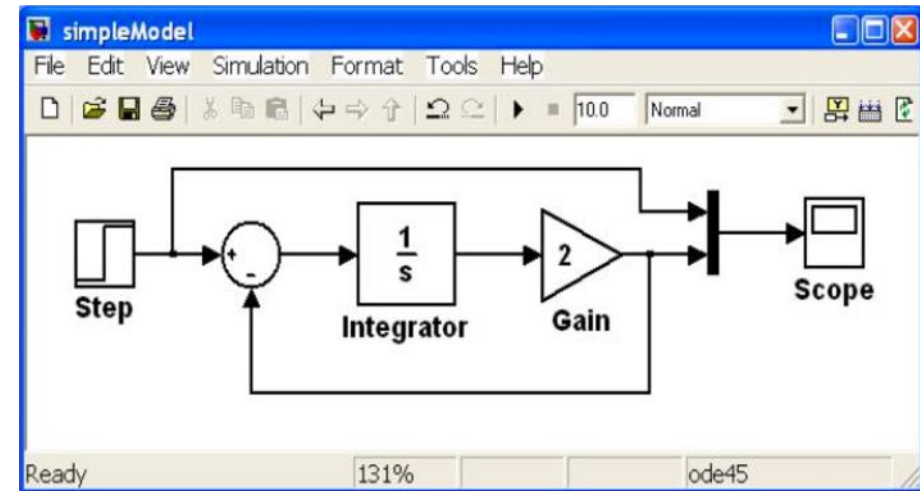 simpleModel
File Edit View Simulation Format Tools Help
10.0 Normal
1
s
2
+
-
Step
Integrator
Gain
Scope
Ready 131% ode45